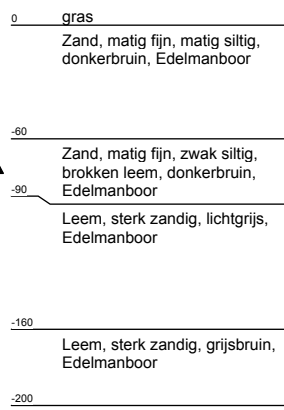 0 gras
Zand, matig fijn, matig siltig,
donkerbruin, Edelmanboor
-60
Zand, matig fijn, zwak siltig,
brokken leem, donkerbruin,
Edelmanboor
-90
Leem, sterk zandig, lichtgrijs,
Edelmanboor
-160
Leem, sterk zandig, grijsbruin,
Edelmanboor
-200